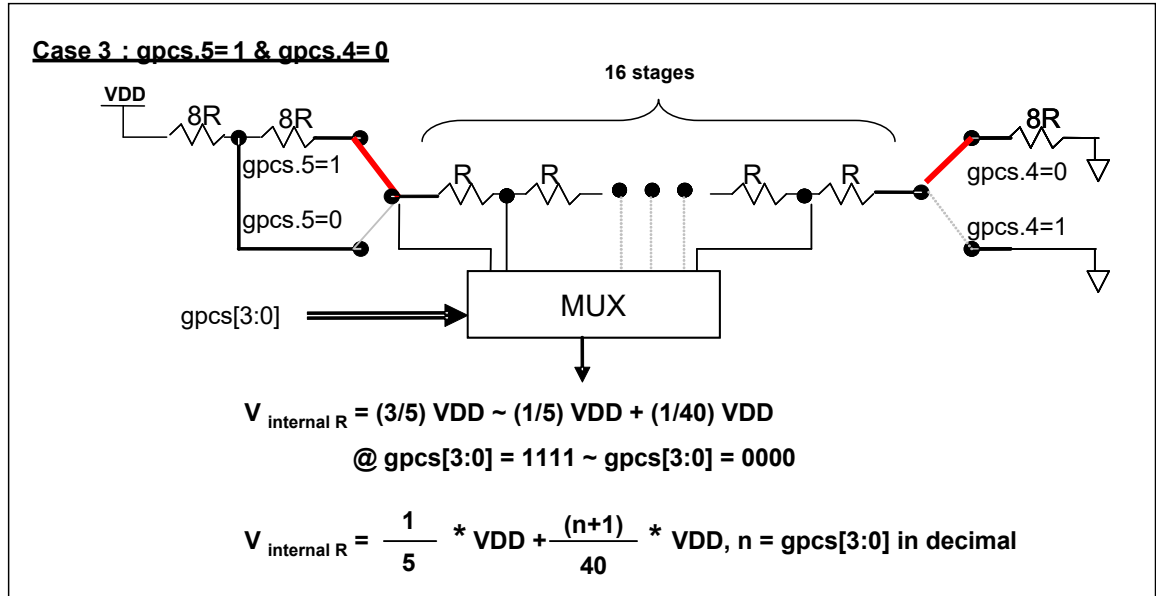 Case 3 : gpcs.5= 1 & gpcs.4= 0
16 stages
VDD
8R
8R
8R
gpcs.5=1
gpcs.4=0
R
R
R
R
gpcs.5=0
gpcs.4=1
gpcs[3:0]
MUX
V internal R = (3/5) VDD ~ (1/5) VDD + (1/40) VDD
@ gpcs[3:0] = 1111 ~ gpcs[3:0] = 0000
V internal R = 1/5 * VDD + (n+1)/40 * VDD, n = gpcs[3:0] in decimal